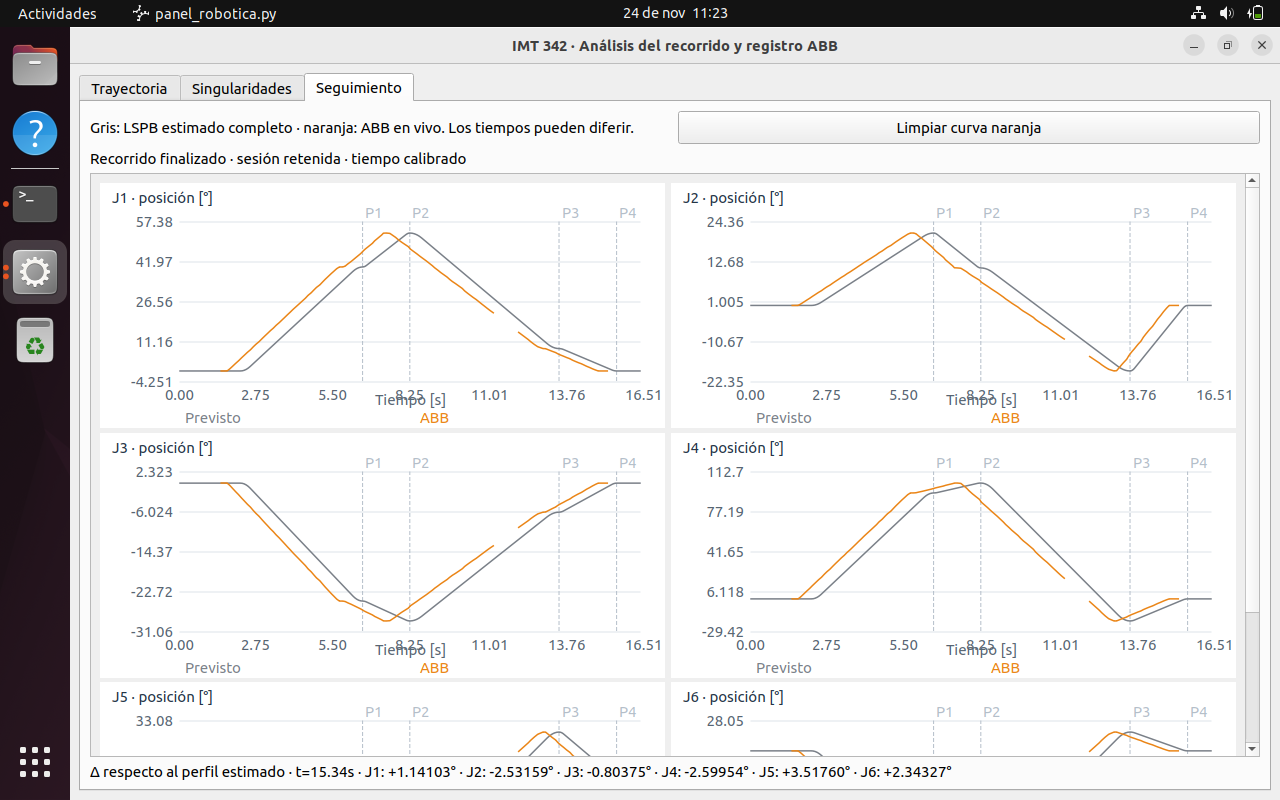 Actividades panel_robotica.py 24 de nov 11:23
IMT 342 · Análisis del recorrido y registro ABB
Trayectoria Singularidades Seguimiento
Gris: LSPB estimado completo · naranja: ABB en vivo. Los tiempos pueden diferir. Limpiar curva naranja
Recorrido finalizado · sesión retenida · tiempo calibrado
J1 · posición [°]
P1 P2 P3 P4
57.38
41.97
26.56
11.16
-4.251
0.00 2.75 5.50 8.25 11.01 13.76 16.51
Tiempo [s]
Previsto ABB
J2 · posición [°]
P1 P2 P3 P4
24.36
12.68
1.005
-10.67
-22.35
0.00 2.75 5.50 8.25 11.01 13.76 16.51
Tiempo [s]
Previsto ABB
J3 · posición [°]
P1 P2 P3 P4
2.323
-6.024
-14.37
-22.72
-31.06
0.00 2.75 5.50 8.25 11.01 13.76 16.51
Tiempo [s]
Previsto ABB
J4 · posición [°]
P1 P2 P3 P4
112.7
77.19
41.65
6.118
-29.42
0.00 2.75 5.50 8.25 11.01 13.76 16.51
Tiempo [s]
Previsto ABB
J5 · posición [°]
P1 P2 P3 P4
33.08
J6 · posición [°]
P1 P2 P3 P4
28.05
Δ respecto al perfil estimado · t=15.34s · J1: +1.14103° · J2: -2.53159° · J3: -0.80375° · J4: -2.59954° · J5: +3.51760° · J6: +2.34327°